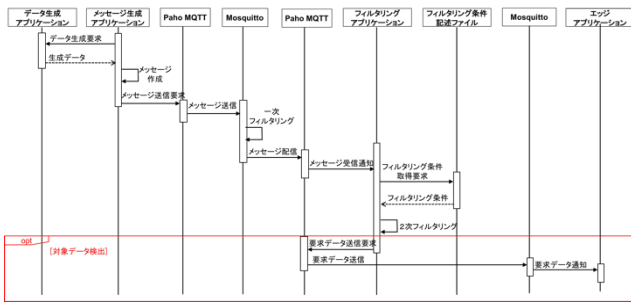 データ生成
アプリケーション
メッセージ生成
アプリケーション
Paho MQTT
Mosquitto
Paho MQTT
フィルタリング
アプリケーション
フィルタリング条件
記述ファイル
Mosquitto
エッジ
アプリケーション
データ生成要求
生成データ
メッセージ
作成
メッセージ送信要求
メッセージ送信
一次
フィルタリング
メッセージ配信
メッセージ受信通知
フィルタリング条件
取得要求
フィルタリング条件
2次フィルタリング
opt
[対象データ検出]
要求データ送信要求
要求データ送信
要求データ通知